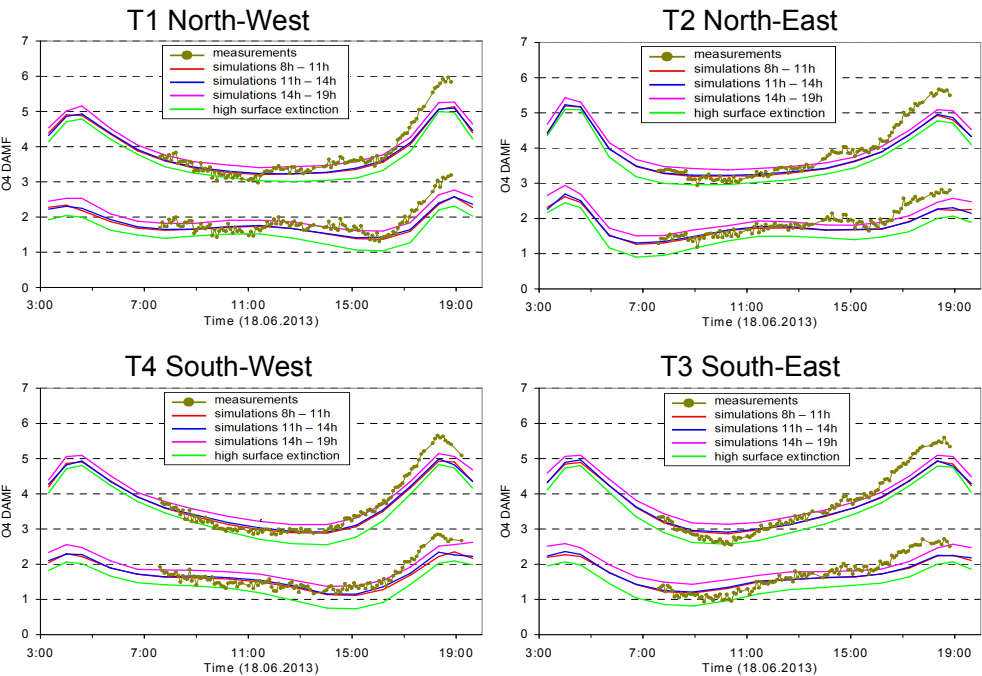 T1 North-West
7
6
5
4
3
2
1
0
O4 DAMF
measurements
simulations 8h – 11h
simulations 11h – 14h
simulations 14h – 19h
high surface extinction
3:00 7:00 11:00 15:00 19:00
Time (18.06.2013)
T2 North-East
7
6
5
4
3
2
1
0
O4 DAMF
measurements
simulations 8h – 11h
simulations 11h – 14h
simulations 14h – 19h
high surface extinction
3:00 7:00 11:00 15:00 19:00
Time (18.06.2013)
T4 South-West
7
6
5
4
3
2
1
0
O4 DAMF
measurements
simulations 8h – 11h
simulations 11h – 14h
simulations 14h – 19h
high surface extinction
3:00 7:00 11:00 15:00 19:00
Time (18.06.2013)
T3 South-East
7
6
5
4
3
2
1
0
O4 DAMF
measurements
simulations 8h – 11h
simulations 11h – 14h
simulations 14h – 19h
high surface extinction
3:00 7:00 11:00 15:00 19:00
Time (18.06.2013)